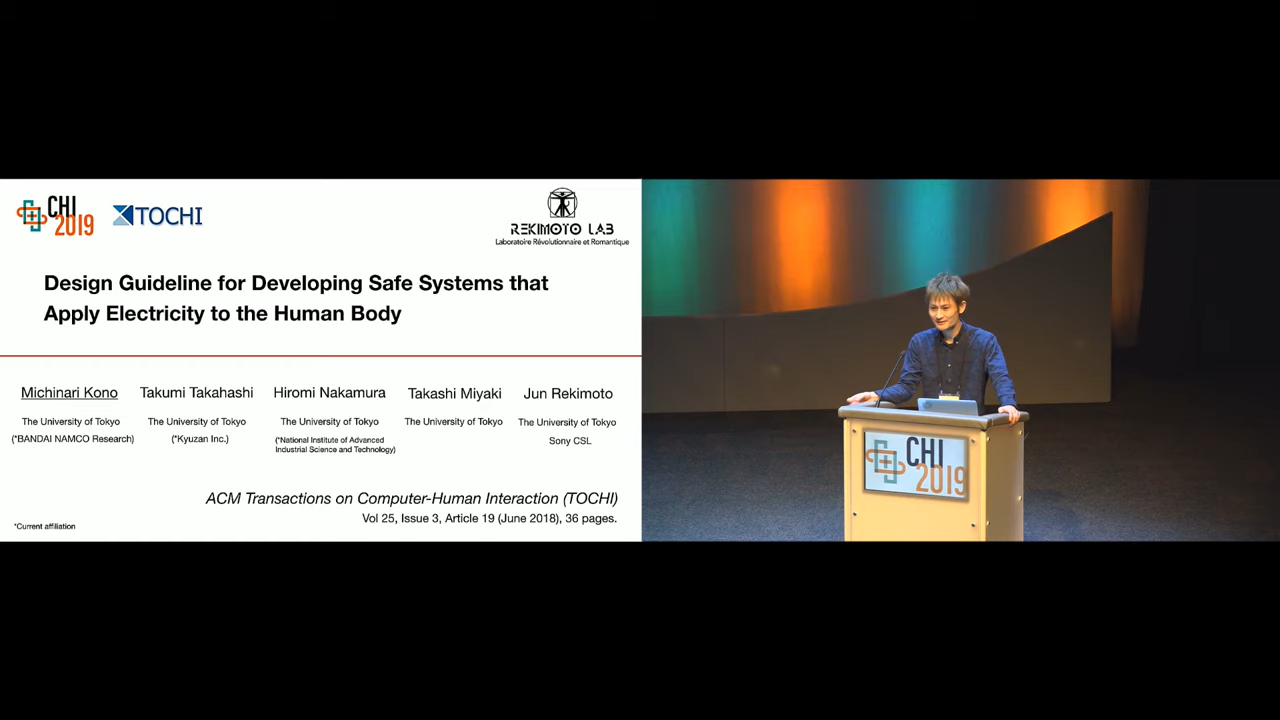 CHI
2019
TOCHI
REKIMOTO LAB
Laboratoire Révolutionnaire et Romantique
Design Guideline for Developing Safe Systems that
Apply Electricity to the Human Body
Michinari Kono
The University of Tokyo
(*BANDAI NAMCO Research)
Takumi Takahashi
The University of Tokyo
(*Kyuzan Inc.)
Hiromi Nakamura
The University of Tokyo
(*National Institute of Advanced
Industrial Science and Technology)
Takashi Miyaki
The University of Tokyo
Jun Rekimoto
The University of Tokyo
Sony CSL
ACM Transactions on Computer-Human Interaction (TOCHI)
Vol 25, Issue 3, Article 19 (June 2018), 36 pages.
*Current affiliation
CHI
2019